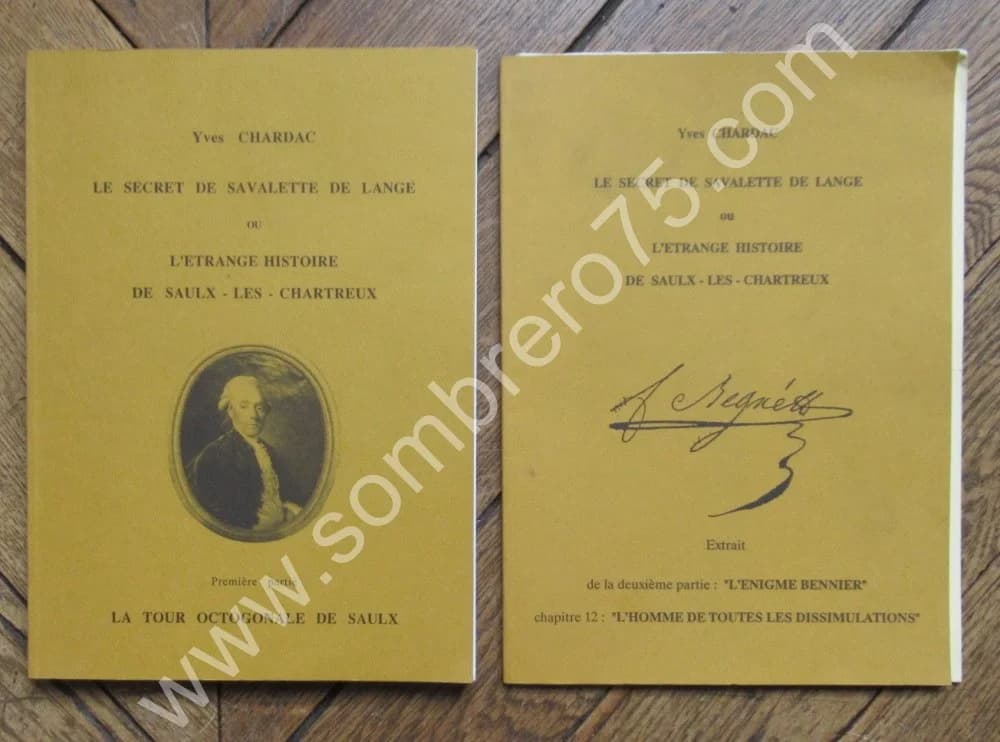 Yves CHARDAC
LE SECRET DE SAVALETTE DE LANGE
OU
L'ETRANGE HISTOIRE
DE SAULX - LES - CHARTREUX
Première partie
LA TOUR OCTOGONALE DE SAULX
Yves CHARDAC
LE SECRET DE SAVALETTE DE LANGE
ou
L'ETRANGE HISTOIRE
DE SAULX - LES - CHARTREUX
Extrait
de la deuxième partie : "L'ENIGME BENNIER"
chapitre 12 : "L'HOMME DE TOUTES LES DISSIMULATIONS"
www.sombrero75.com